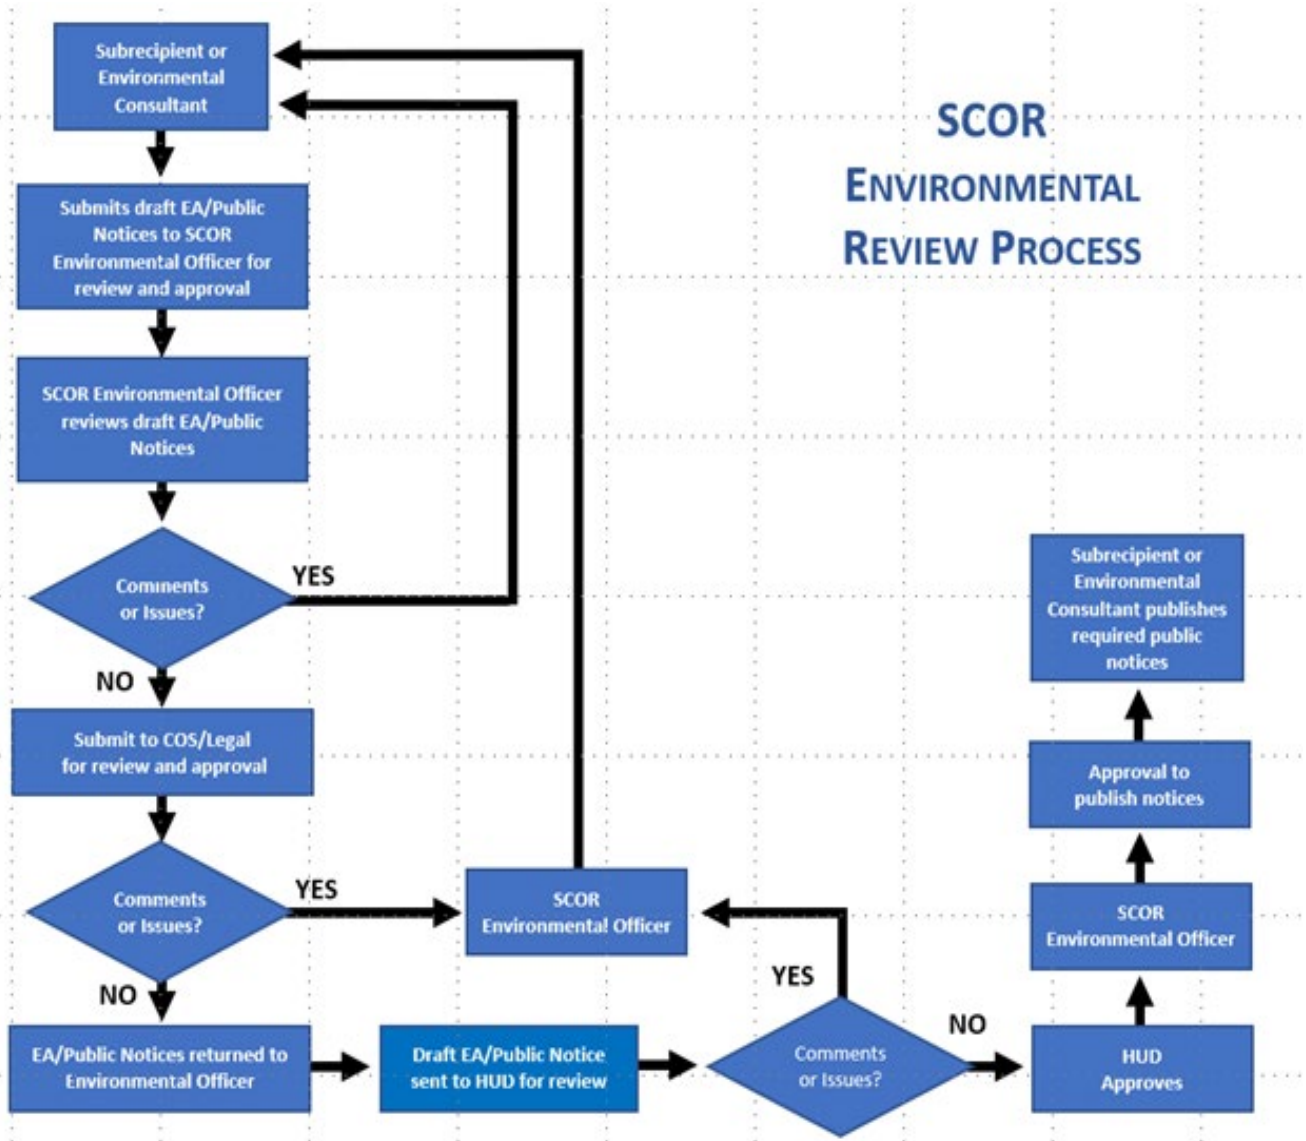 Subrecipient or
Environmental
Consultant
SCOR
ENVIRONMENTAL
REVIEW PROCESS
Submits draft EA/Public
Notices to SCOR
Environmental Officer for
review and approval
SCOR Environmental Officer
reviews draft EA/Public
Notices
Comments
or Issues?
YES
NO
Submit to COS/Legal
for review and approval
Comments
or Issues?
YES
NO
SCOR
Environmental Officer
EA/Public Notices returned to
Environmental Officer
Draft EA/Public Notice
sent to HUD for review
Comments
or Issues?
YES
NO
HUD
Approves
SCOR
Environmental Officer
Approval to
publish notices
Subrecipient or
Environmental
Consultant publishes
required public
notices